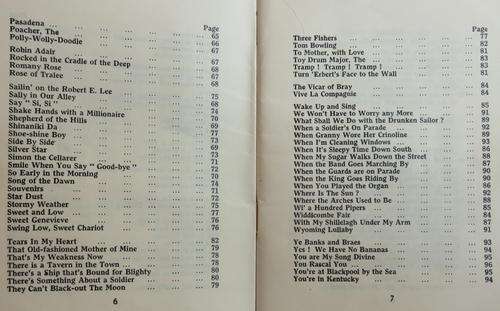 Page
Pasadena ... ... ... ... ... 65
Poacher, The ... ... ... ... 65
Polly-Wolly-Doodle ... ... ... 66
Robin Adair ... ... ... ... 67
Rocked in the Cradle of the Deep ... 67
Romany Rose ... ... ... ... 68
Rose of Tralee ... ... ... ... 68
Sailin' on the Robert E. Lee ... ... 75
Sally in Our Alley ... ... ... 68
Shake Hands with a Millionaire ... ... 74
Shepherd of the Hills ... ... ... 70
Shinaniki Da ... ... ... ... 69
Shoe-shine Boy ... ... ... ... 77
Side By Side ... ... ... ... 73
Silver Star ... ... ... ... 69
Simon the Cellarer ... ... ... 73
Smile When You Say " Good-bye " ... 71
So Early in the Morning ... ... ... 72
Song of the Dawn ... ... ... 74
Souvenirs ... ... ... ... 71
Star Dust ... ... ... ... 72
Stormy Weather ... ... ... ... 75
Sweet and Low ... ... ... ... 77
Sweet Genevieve ... ... ... ... 76
Swing Low, Sweet Chariot ... ... 76
Tears In My Heart ... ... ... 82
That Old-fashioned Mother of Mine ... 79
That's My Weakness Now ... ... 78
There is a Tavern in the Town ... ... 78
There's a Ship that's Bound for Blighty ... 80
There's Something About a Soldier ... 80
They Can't Black-out The Moon ... 79
6
Page
Three Fishers ... ... ... ... 77
Tom Bowling ... ... ... ... 82
To Mother, with Love ... ... ... 81
Toy Drum Major, The ... ... ... 83
Tramp ! Tramp ! Tramp ! ... ... 83
Turn 'Erbert's Face to the Wall ... ... 81
The Vicar of Bray ... ... ... 84
Vive La Compagnie ... ... ... 84
Wake Up and Sing ... ... ... 85
We Won't Have to Worry any More ... 91
What Shall We Do with the Drunken Sailor ? 89
When a Soldier's On Parade ... ... 92
When Granny Wore Her Crinoline ... 89
When I'm Cleaning Windows ... ... 93
When It's Sleepy Time Down South ... 86
When My Sugar Walks Down the Street ... 88
When the Band Goes Marching By ... 87
When the Guards are on Parade ... ... 90
When the King Goes Riding By ... ... 90
When You Played the Organ ... ... 86
Where Is The Sun ? ... ... ... 92
Where the Arches Used to Be ... ... 88
Wi' a Hundred Pipers ... ... ... 85
Widdicombe Fair ... ... ... ... 84
With My Shillelagh Under My Arm ... 87
Wyoming Lullaby ... ... ... ... 91
Ye Banks and Braes ... ... ... 93
Yes ! We Have No Bananas ... ... 94
You are My Song Divine ... ... ... 95
You Rascal You ... ... ... ... 96
You're at Blackpool by the Sea ... ... 95
You're in Kentucky ... ... ... 94
7